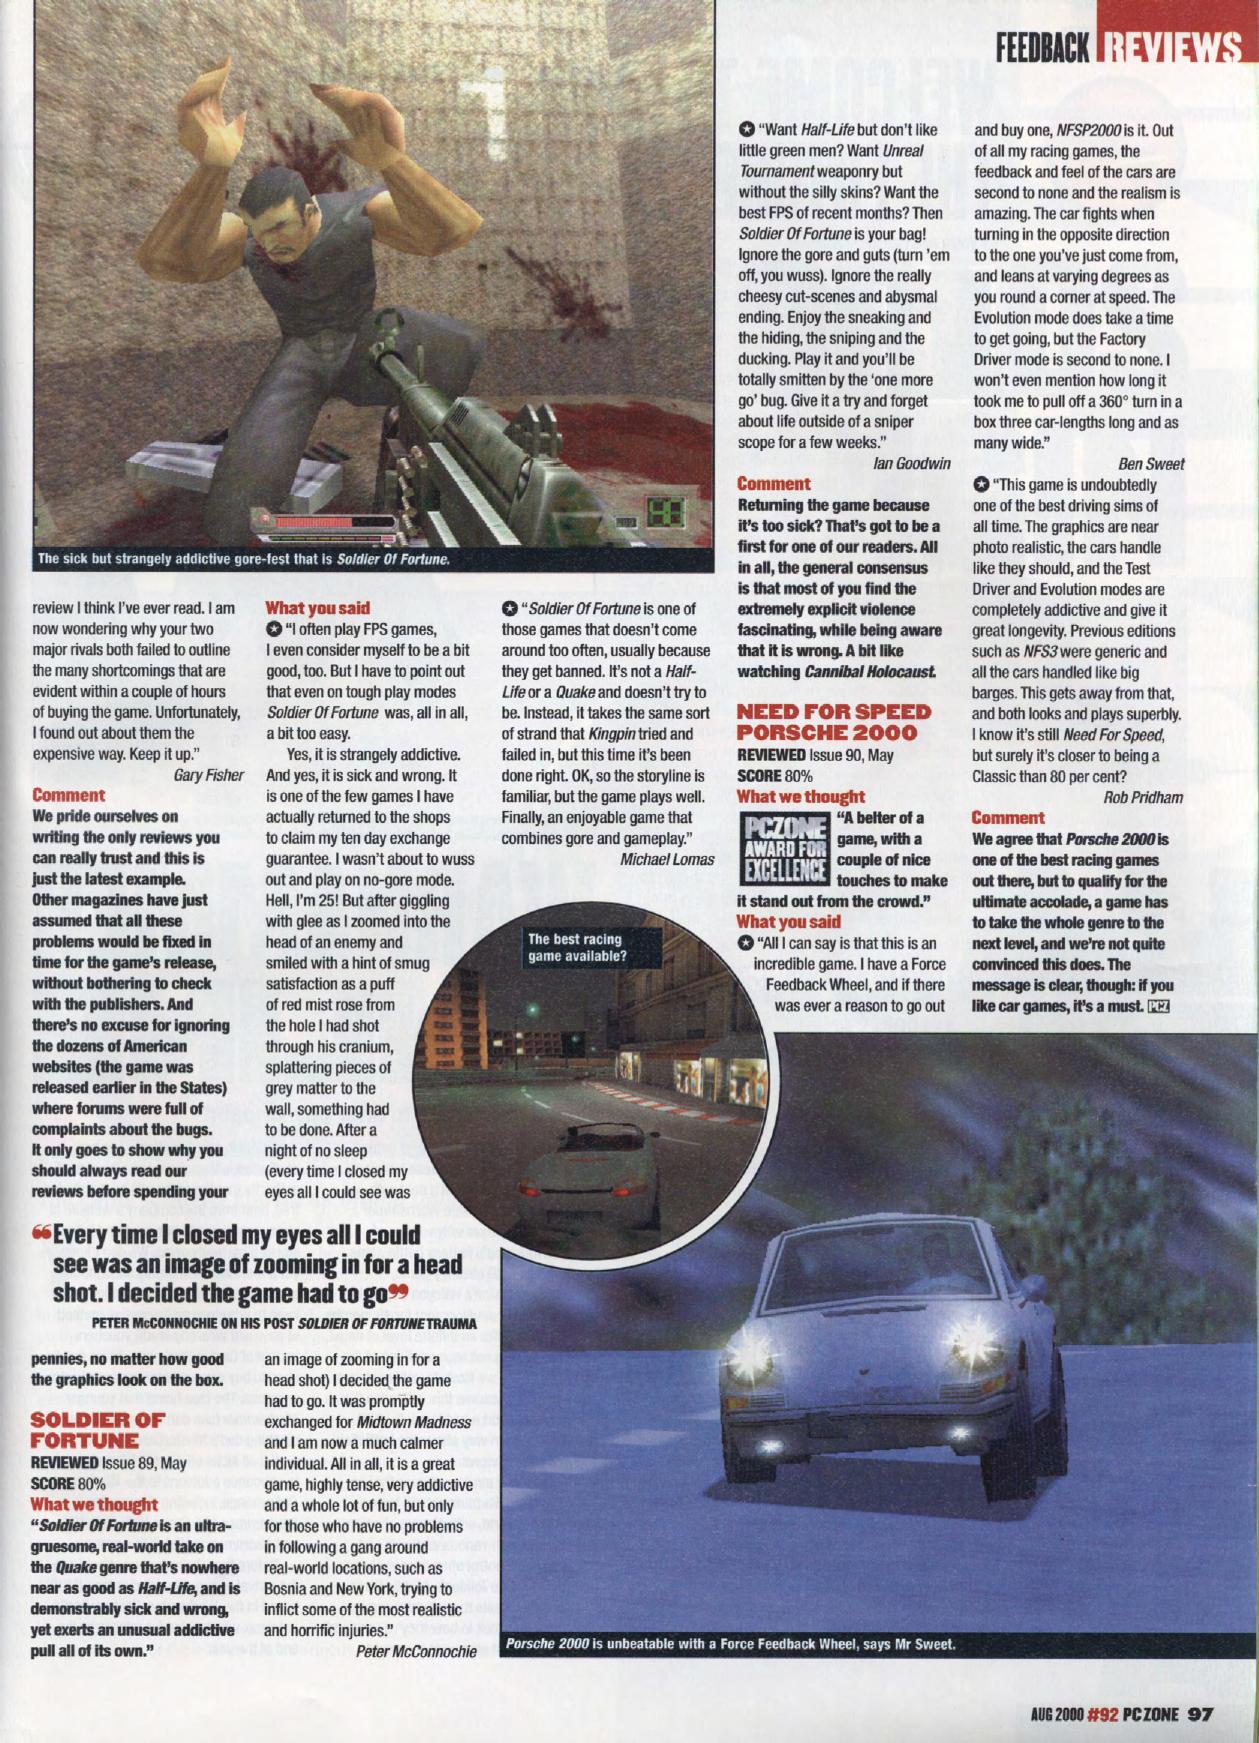 FEEDBACK REVIEWS
The sick but strangely addictive gore-fest that is Soldier Of Fortune.
review I think I've ever read. I am
now wondering why your two
major rivals both failed to outline
the many shortcomings that are
evident within a couple of hours
of buying the game. Unfortunately,
I found out about them the
expensive way. Keep it up."
Gary Fisher
Comment
We pride ourselves on
writing the only reviews you
can really trust and this is
just the latest example.
Other magazines have just
assumed that all these
problems would be fixed in
time for the game's release,
without bothering to check
with the publishers. And
there's no excuse for ignoring
the dozens of American
websites (the game was
released earlier in the States)
where forums were full of
complaints about the bugs.
It only goes to show why you
should always read our
reviews before spending your
pennies, no matter how good
the graphics look on the box.
SOLDIER OF
FORTUNE
REVIEWED Issue 89, May
SCORE 80%
What we thought
"Soldier Of Fortune is an ultra-
gruesome, real-world take on
the Quake genre that's nowhere
near as good as Half-Life, and is
demonstrably sick and wrong,
yet exerts an unusual addictive
pull all of its own."
What you said
"I often play FPS games,
I even consider myself to be a bit
good, too. But I have to point out
that even on tough play modes
Soldier Of Fortune was, all in all,
a bit too easy.
Yes, it is strangely addictive.
And yes, it is sick and wrong. It
is one of the few games I have
actually returned to the shops
to claim my ten day exchange
guarantee. I wasn't about to wuss
out and play on no-gore mode.
Hell, I'm 25! But after giggling
with glee as I zoomed into the
head of an enemy and
smiled with a hint of smug
satisfaction as a puff
of red mist rose from
the hole I had shot
through his cranium,
splattering pieces of
grey matter to the
wall, something had
to be done. After a
night of no sleep
(every time I closed my
eyes all I could see was
an image of zooming in for a
head shot) I decided the game
had to go. It was promptly
exchanged for Midtown Madness
and I am now a much calmer
individual. All in all, it is a great
game, highly tense, very addictive
and a whole lot of fun, but only
for those who have no problems
in following a gang around
real-world locations, such as
Bosnia and New York, trying to
inflict some of the most realistic
and horrific injuries."
Peter McConnochie
“Every time I closed my eyes all I could
see was an image of zooming in for a head
shot. I decided the game had to go”
PETER McCONNOCHIE ON HIS POST SOLDIER OF FORTUNE TRAUMA
"Soldier Of Fortune is one of
those games that doesn't come
around too often, usually because
they get banned. It's not a Half-
Life or a Quake and doesn't try to
be. Instead, it takes the same sort
of strand that Kingpin tried and
failed in, but this time it's been
done right. OK, so the storyline is
familiar, but the game plays well.
Finally, an enjoyable game that
combines gore and gameplay."
Michael Lomas
The best racing
game available?
"Want Half-Life but don't like
little green men? Want Unreal
Tournament weaponry but
without the silly skins? Want the
best FPS of recent months? Then
Soldier Of Fortune is your bag!
Ignore the gore and guts (turn 'em
off, you wuss). Ignore the really
cheesy cut-scenes and abysmal
ending. Enjoy the sneaking and
the hiding, the sniping and the
ducking. Play it and you'll be
totally smitten by the 'one more
go' bug. Give it a try and forget
about life outside of a sniper
scope for a few weeks."
Ian Goodwin
Comment
Returning the game because
it's too sick? That's got to be a
first for one of our readers. All
in all, the general consensus
is that most of you find the
extremely explicit violence
fascinating, while being aware
that it is wrong. A bit like
watching Cannibal Holocaust.
NEED FOR SPEED
PORSCHE 2000
REVIEWED Issue 90, May
SCORE 80%
What we thought
PCZONE
AWARD FOR
EXCELLENCE
"A belter of a
game, with a
couple of nice
touches to make
it stand out from the crowd."
What you said
"All I can say is that this is an
incredible game. I have a Force
Feedback Wheel, and if there
was ever a reason to go out
and buy one, NFSP2000 is it. Out
of all my racing games, the
feedback and feel of the cars are
second to none and the realism is
amazing. The car fights when
turning in the opposite direction
to the one you've just come from,
and leans at varying degrees as
you round a corner at speed. The
Evolution mode does take a time
to get going, but the Factory
Driver mode is second to none. I
won't even mention how long it
took me to pull off a 360° turn in a
box three car-lengths long and as
many wide."
Ben Sweet
"This game is undoubtedly
one of the best driving sims of
all time. The graphics are near
photo realistic, the cars handle
like they should, and the Test
Driver and Evolution modes are
completely addictive and give it
great longevity. Previous editions
such as NFS3 were generic and
all the cars handled like big
barges. This gets away from that,
and both looks and plays superbly.
I know it's still Need For Speed,
but surely it's closer to being a
Classic than 80 per cent?
Rob Pridham
Comment
We agree that Porsche 2000 is
one of the best racing games
out there, but to qualify for the
ultimate accolade, a game has
to take the whole genre to the
next level, and we're not quite
convinced this does. The
message is clear, though: if you
like car games, it's a must. PCZ
Porsche 2000 is unbeatable with a Force Feedback Wheel, says Mr Sweet.
AUG 2000 #92 PC ZONE 97